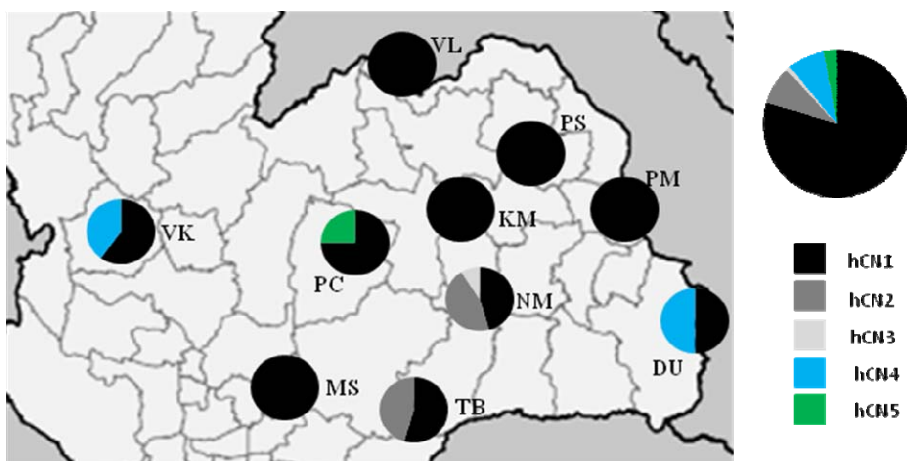 VL
PS
PM
KM
VK
PC
NM
DU
MS
TB
hCN1
hCN2
hCN3
hCN4
hCN5